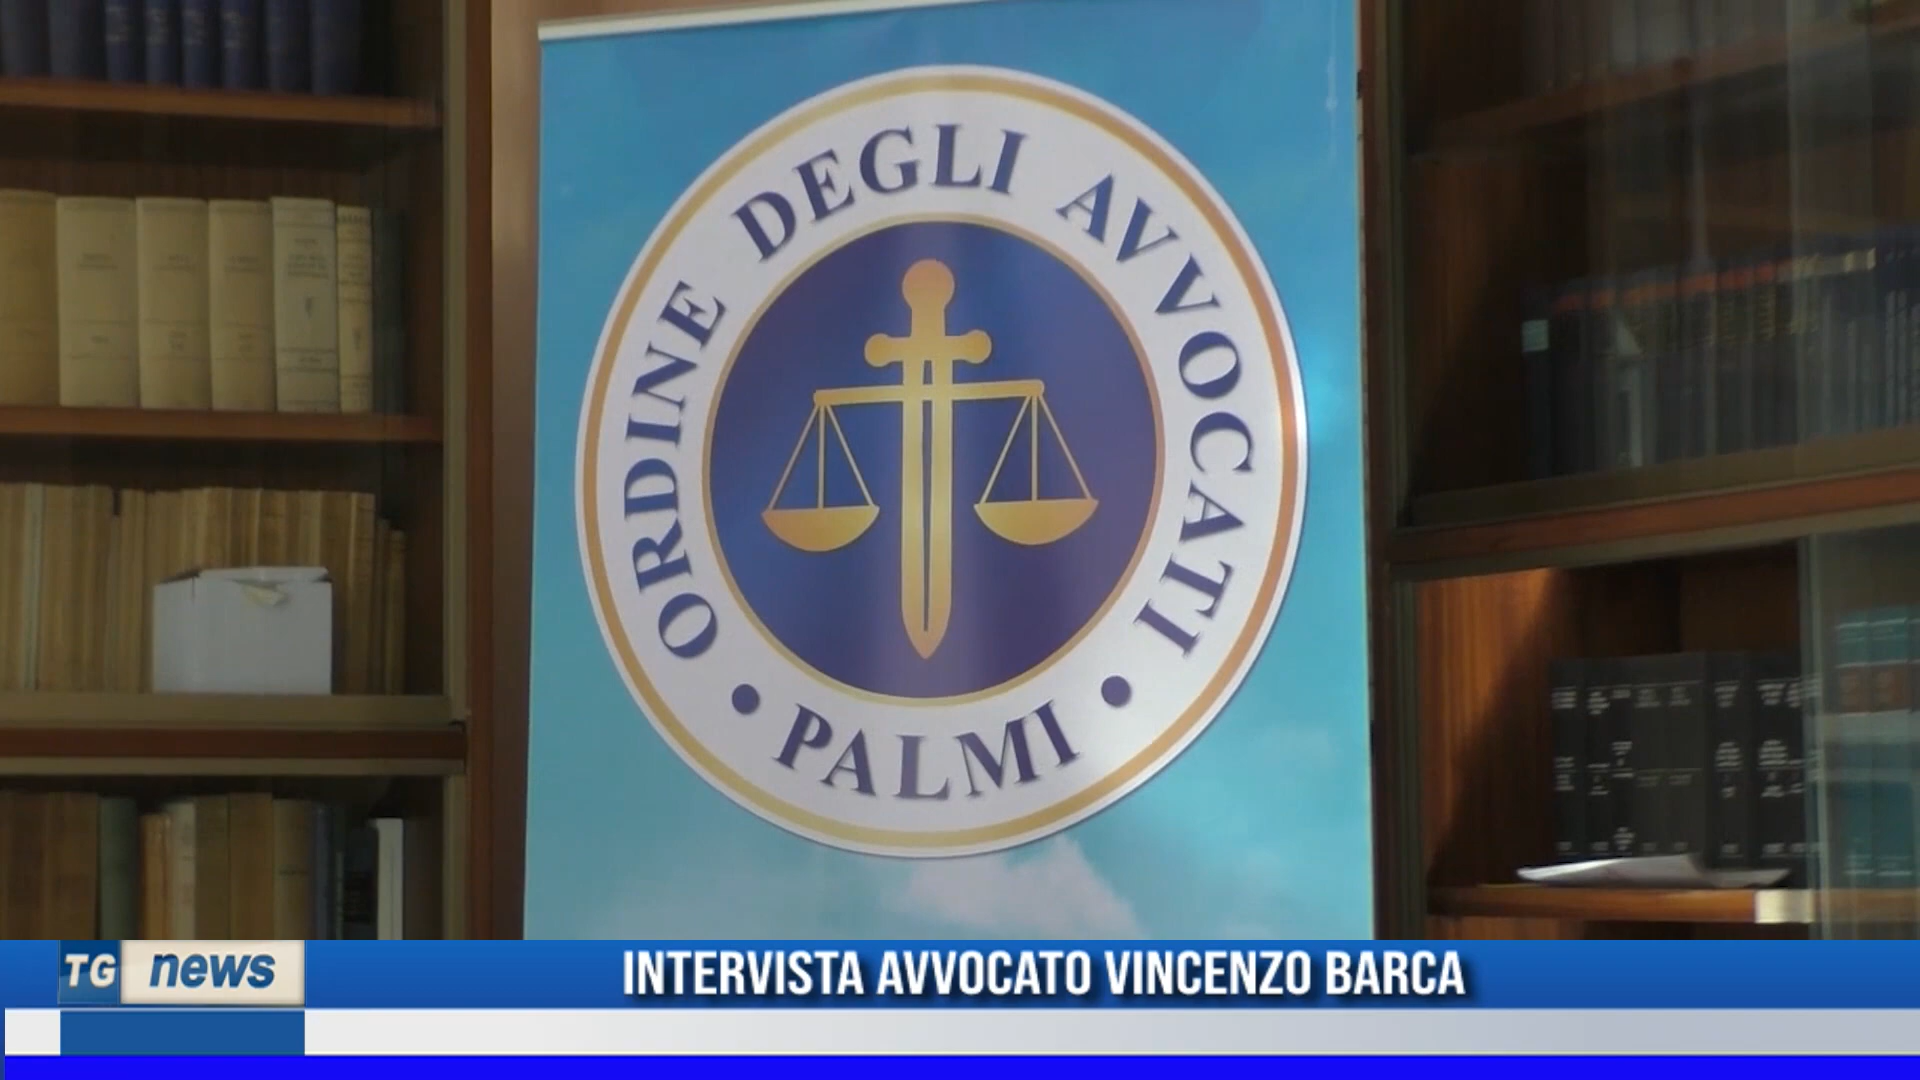 ORDINE DEGLI AVVOCATI
• PALMI •
TG news
INTERVISTA AVVOCATO VINCENZO BARCA